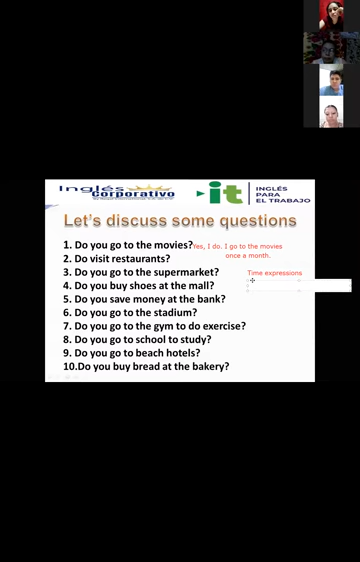 Inglés
Corporativo
it
INGLÉS
PARA
EL TRABAJO
Let's discuss some questions
1. Do you go to the movies? Yes, I do. I go to the movies
once a month.
2. Do visit restaurants?
3. Do you go to the supermarket?
Time expressions
4. Do you buy shoes at the mall?
5. Do you save money at the bank?
6. Do you go to the stadium?
7. Do you go to the gym to do exercise?
8. Do you go to school to study?
9. Do you go to beach hotels?
10.Do you buy bread at the bakery?